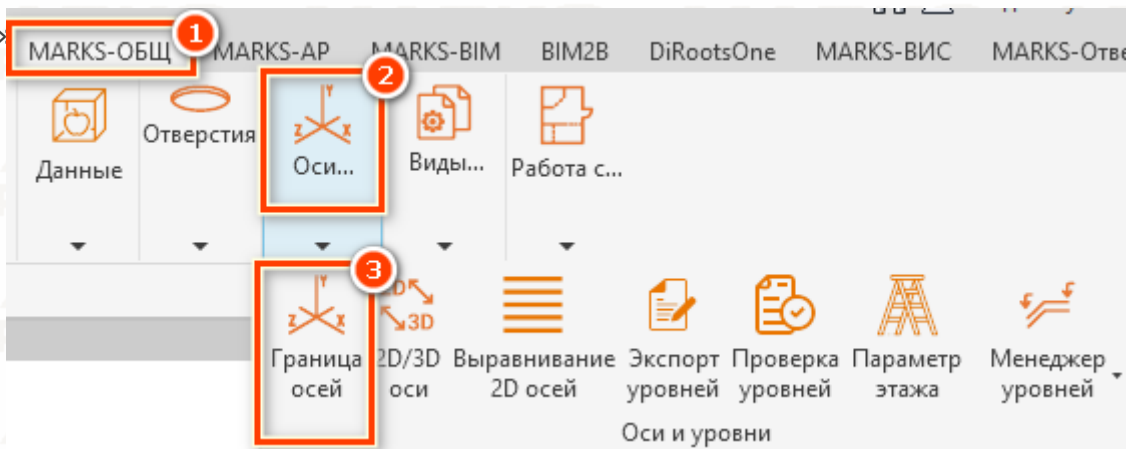 MARKS-ОБЩ MARKS-АР MARKS-BIM BIM2B DiRootsOne MARKS-ВИС MARKS-Отве
1
2
Данные
Отверстия
Y
Z X
Оси...
Виды...
Работа с...
3
Y
Z X
Граница
осей
2D
3D
2D/3D
оси
Выравнивание
2D осей
Экспорт
уровней
Проверка
уровней
Параметр
этажа
Менеджер
уровней
Оси и уровни